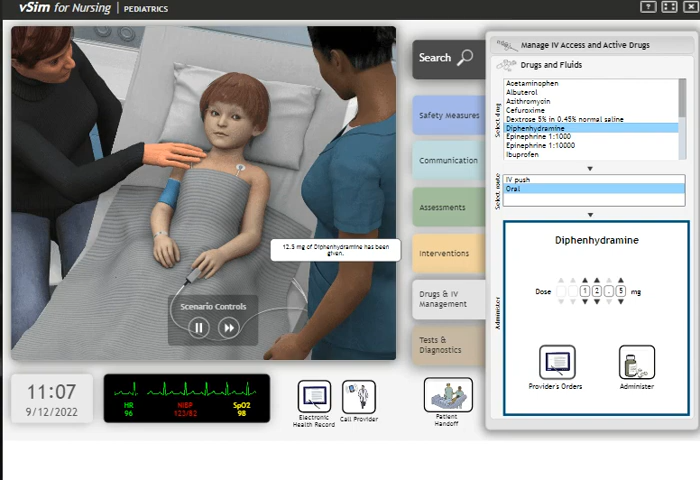 vSim for Nursing | PEDIATRICS
?
Search
Safety Measures
Communication
Assessments
Interventions
Drugs & IV
Management
Tests &
Diagnostics
Manage IV Access and Active Drugs
Drugs and Fluids
Select drug
Acetaminophen
Albuterol
Azithromycin
Cefuroxime
Dextrose 5% in 0.45% normal saline
Diphenhydramine
Epinephrine 1:1000
Epinephrine 1:10000
Ibuprofen
Select route
IV push
Oral
Administer
Diphenhydramine
Dose 1 2 . 5 mg
Provider's Orders
Administer
12.5 mg of Diphenhydramine has been
given.
Scenario Controls
11:07
9/12/2022
HR NIBP SpO2
96 123/82 98
Electronic
Health Record
Call Provider
Patient
Handoff